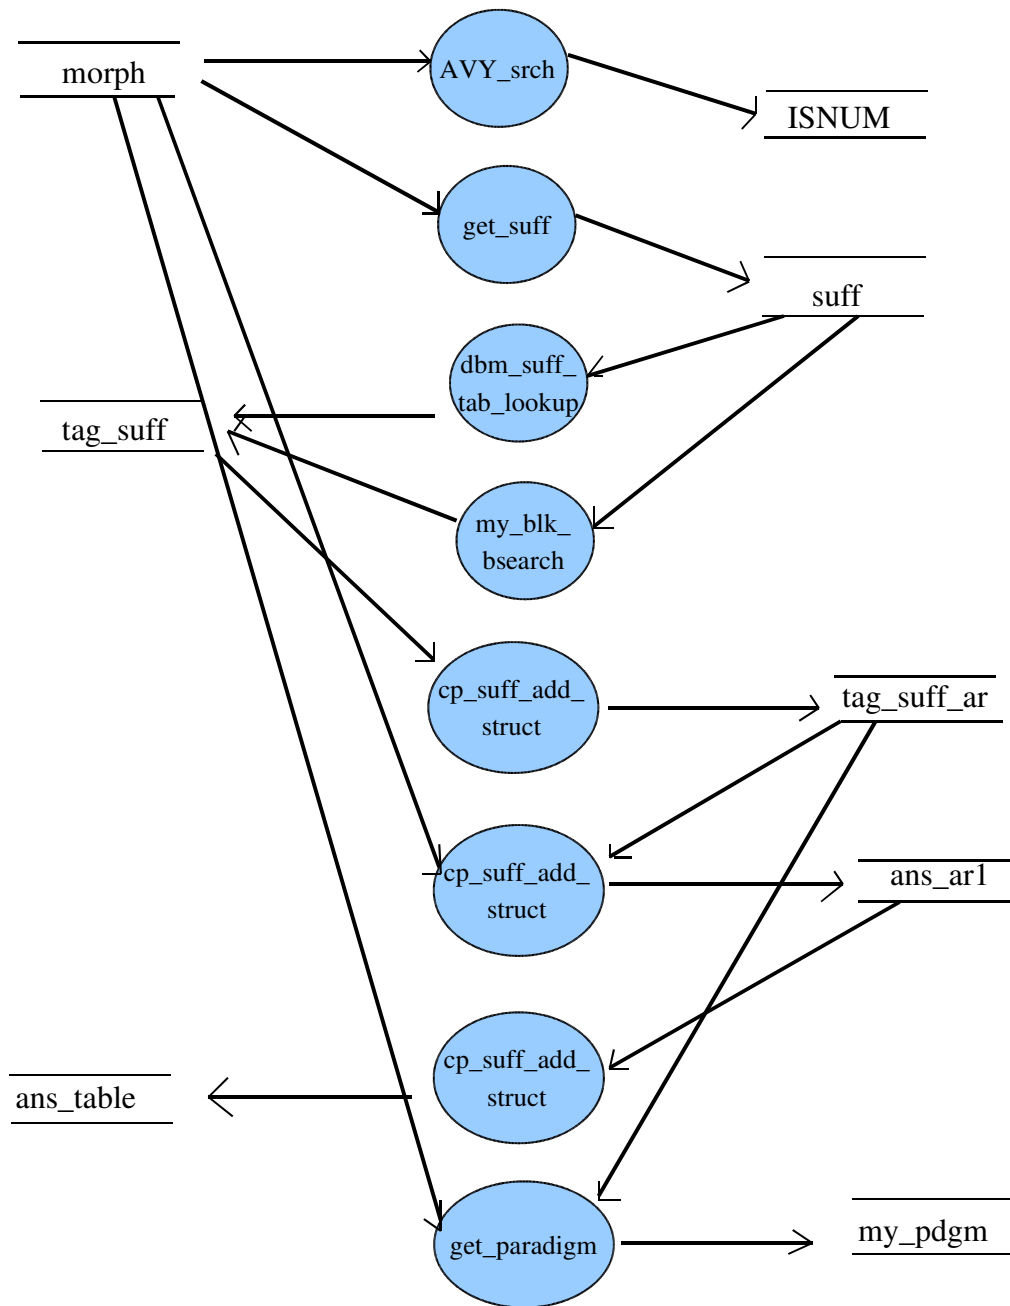 morph
AVY_srch
ISNUM
get_suff
suff
dbm_suff_
tab_lookup
tag_suff
my_blk_
bsearch
cp_suff_add_
struct
tag_suff_ar
cp_suff_add_
struct
ans_ar1
cp_suff_add_
struct
ans_table
get_paradigm
my_pdgm